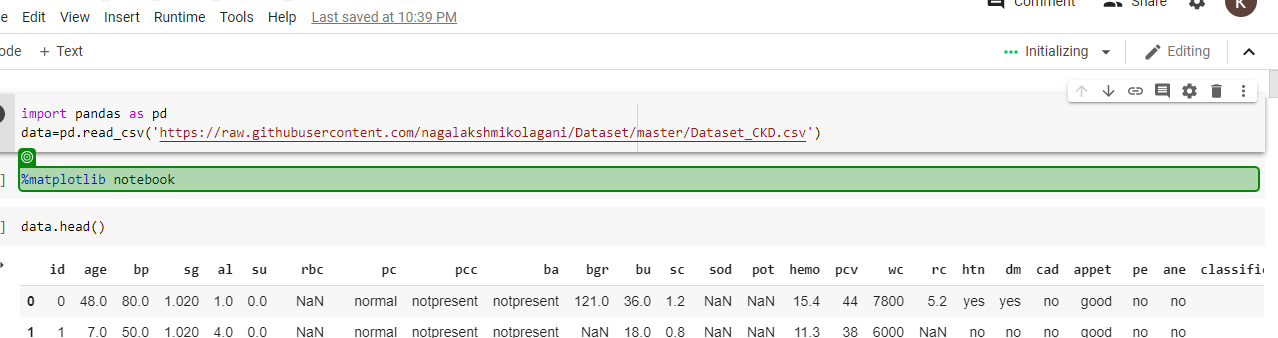 e Edit View Insert Runtime Tools Help Last saved at 10:39 PM Comment Share K
ode + Text Initializing Editing
import pandas as pd
data=pd.read_csv('https://raw.githubusercontent.com/nagalakshmikolagani/Dataset/master/Dataset_CKD.csv')
] %matplotlib notebook
] data.head()
id age bp sg al su rbc pc pcc ba bgr bu sc sod pot hemo pcv wc rc htn dm cad appet pe ane classific
0 0 48.0 80.0 1.020 1.0 0.0 NaN normal notpresent notpresent 121.0 36.0 1.2 NaN NaN 15.4 44 7800 5.2 yes yes no good no no
1 1 7.0 50.0 1.020 4.0 0.0 NaN normal notpresent notpresent NaN 18.0 0.8 NaN NaN 11.3 38 6000 NaN no no no good no no